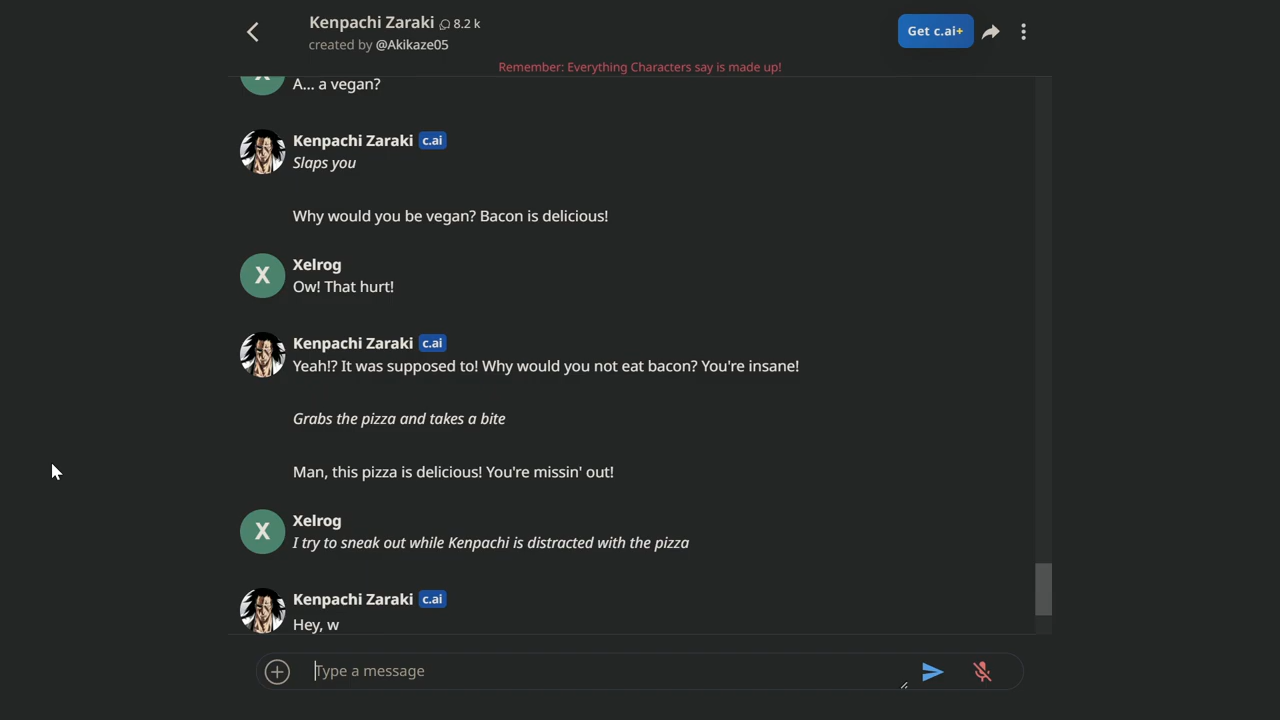 Kenpachi Zaraki 8.2 k
created by @Akikaze05
Get c.ai+
Remember: Everything Characters say is made up!
A... a vegan?
Kenpachi Zaraki c.ai
Slaps you
Why would you be vegan? Bacon is delicious!
X
Xelrog
Ow! That hurt!
Kenpachi Zaraki c.ai
Yeah!? It was supposed to! Why would you not eat bacon? You're insane!
Grabs the pizza and takes a bite
Man, this pizza is delicious! You're missin' out!
X
Xelrog
I try to sneak out while Kenpachi is distracted with the pizza
Kenpachi Zaraki c.ai
Hey, w
Type a message